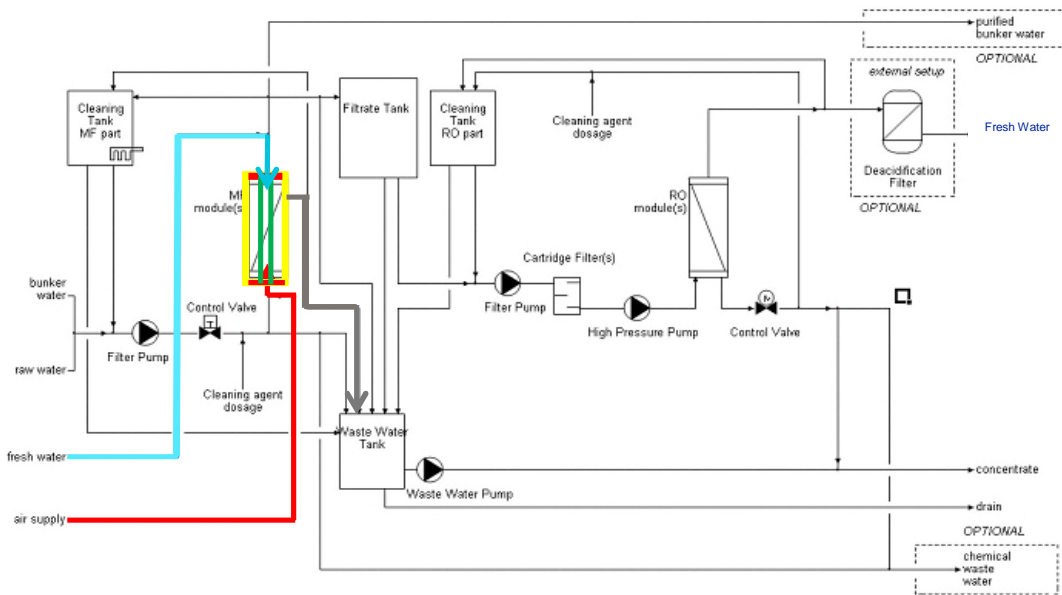 purified
bunker water
OPTIONAL
external setup
Cleaning
Tank
MF part
Filtrate Tank
Cleaning
Tank
RO part
Cleaning agent
dosage
Fresh Water
Deacidification
Filter
OPTIONAL
MF
module(s)
RO
module(s)
Cartridge Filter(s)
bunker
water
Control Valve
T
M
Filter Pump
High Pressure Pump
Control Valve
Filter Pump
raw water
Cleaning agent
dosage
Waste Water
Tank
fresh water
concentrate
Waste Water Pump
drain
air supply
OPTIONAL
chemical
waste
water